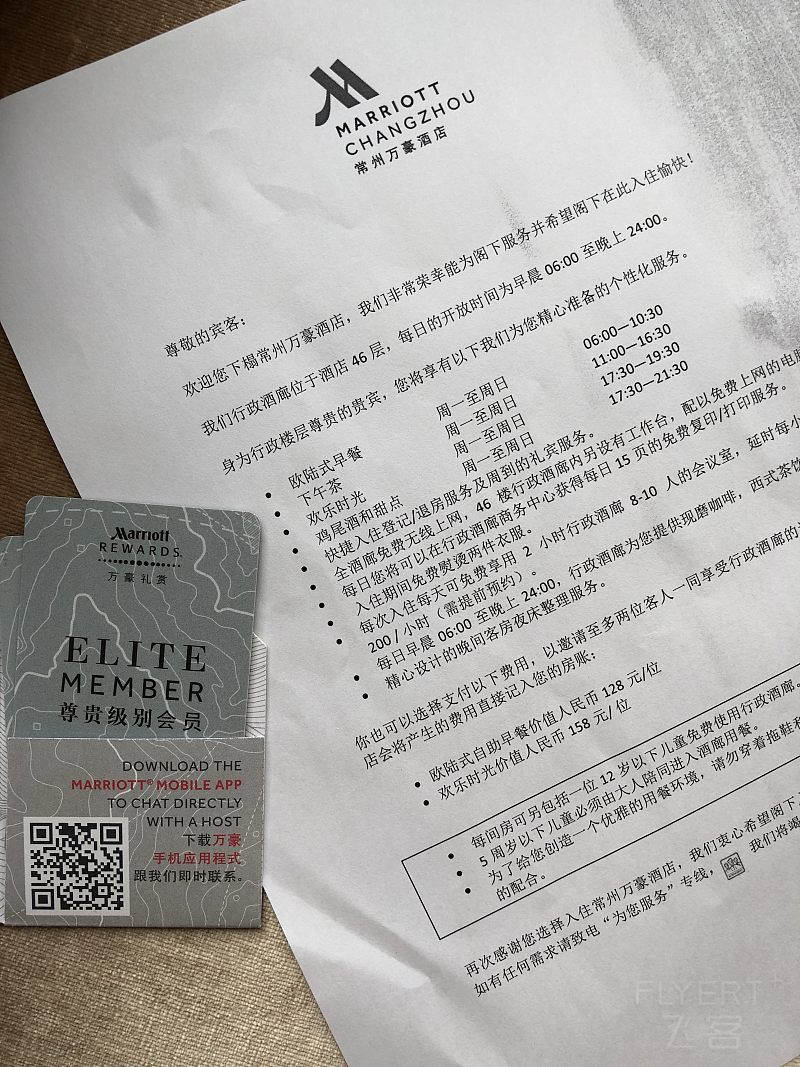 MARRIOTT
CHANGZHOU
常州万豪酒店
尊敬的宾客：
欢迎您下榻常州万豪酒店，我们非常荣幸能为阁下服务并希望阁下在此入住愉快！
我们行政酒廊位于酒店 46 层，每日的开放时间为早晨 06:00 至晚上 24:00。
身为行政楼层尊贵的贵宾，您将享有以下我们为您精心准备的个性化服务。
• 欧陆式早餐 周一至周日 06:00—10:30
• 下午茶 周一至周日 11:00—16:30
• 欢乐时光 周一至周日 17:30—19:30
• 鸡尾酒和甜点 周一至周日 17:30—21:30
• 快捷入住登记/退房服务及周到的礼宾服务。
• 全酒廊免费无线上网，46 楼行政酒廊内另设有工作台，配以免费上网的电脑
• 每日您将可以在行政酒廊商务中心获得每日 15 页的免费复印/打印服务。
• 入住期间免费熨烫两件衣服。
• 每次入住每天可免费享用 2 小时行政酒廊 8-10 人的会议室，延时每小
200 / 小时（需提前预约）。
• 每日早晨 06:00 至晚上 24:00，行政酒廊为您提供现磨咖啡，西式茶饮
• 精心设计的晚间客房夜床整理服务。
你也可以选择支付以下费用，以邀请至多两位客人一同享受行政酒廊的
店会将产生的费用直接记入您的房账：
• 欧陆式自助早餐价值人民币 128 元/位
• 欢乐时光价值人民币 158 元/ 位
• 每间房可另包括一位 12 岁以下儿童免费使用行政酒廊。
• 5 周岁以下儿童必须由大人陪同进入酒廊用餐。
• 为了给您创造一个优雅的用餐环境，请勿穿着拖鞋和
的配合。
再次感谢您选择入住常州万豪酒店，我们衷心希望阁下
如有任何需求请致电“为您服务”专线， 我们将竭
Marriott
REWARDS.
万豪礼赏
ELITE
MEMBER
尊贵级别会员
DOWNLOAD THE
MARRIOTT® MOBILE APP
TO CHAT DIRECTLY
WITH A HOST
下载万豪
手机应用程式
跟我们即时联系。
FLYERT
飞客